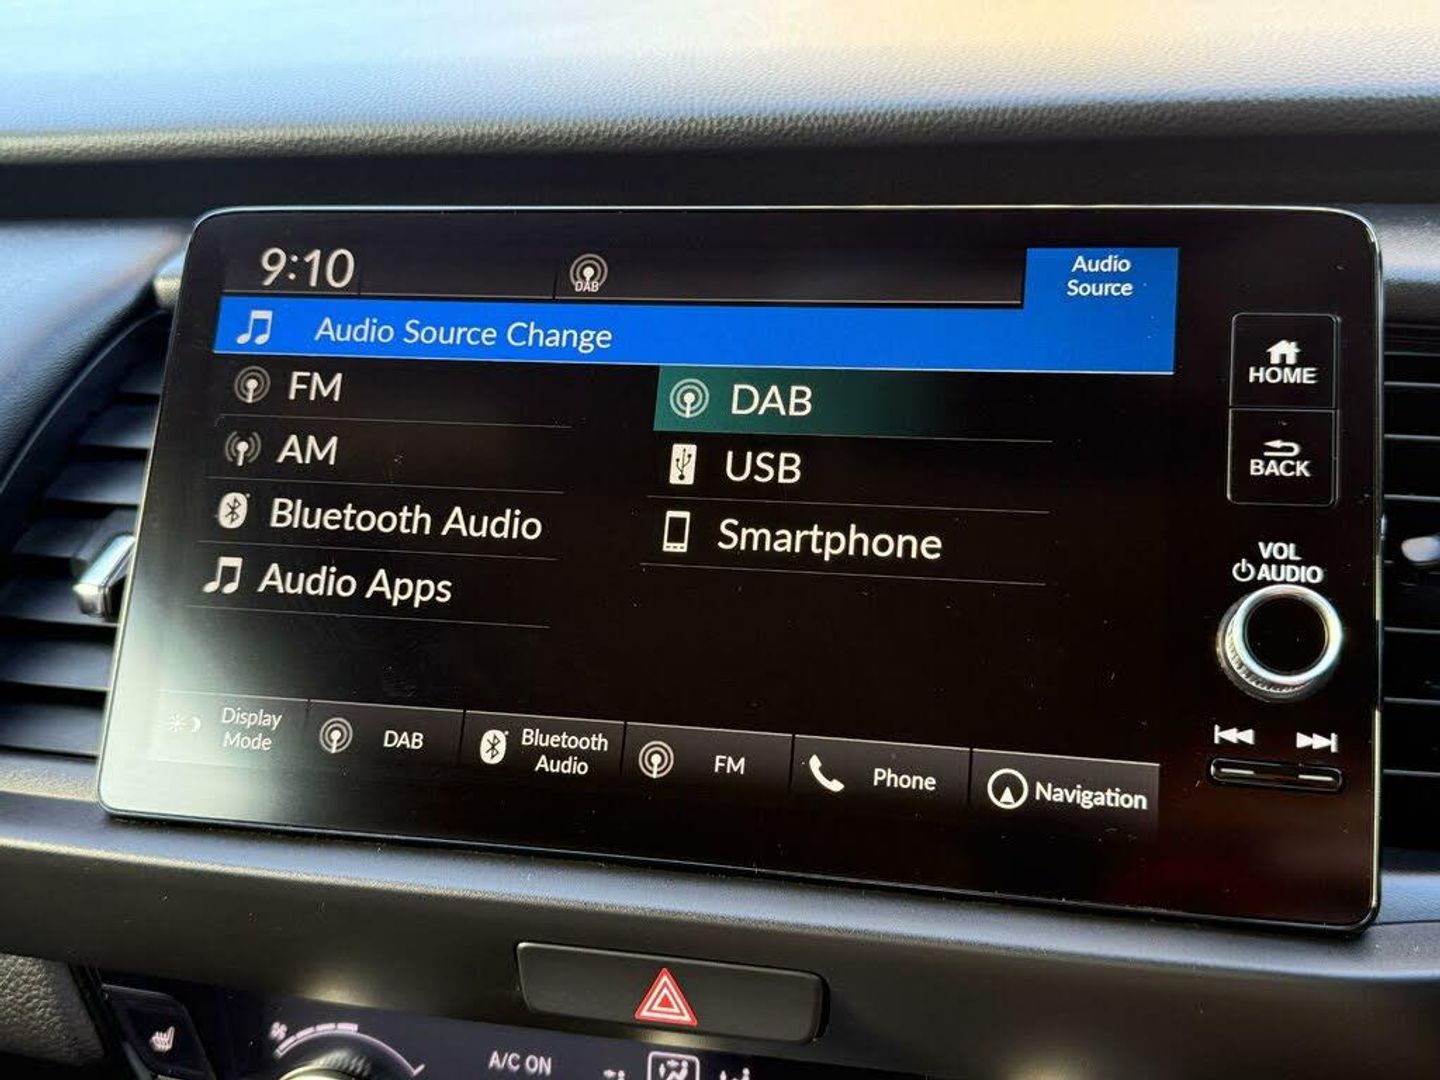 9:10
DAB
Audio
Source
Audio Source Change
FM
DAB
AM
USB
Bluetooth Audio
Smartphone
Audio Apps
HOME
BACK
VOL
AUDIO
Display
Mode
DAB
Bluetooth
Audio
FM
Phone
Navigation
A/C ON